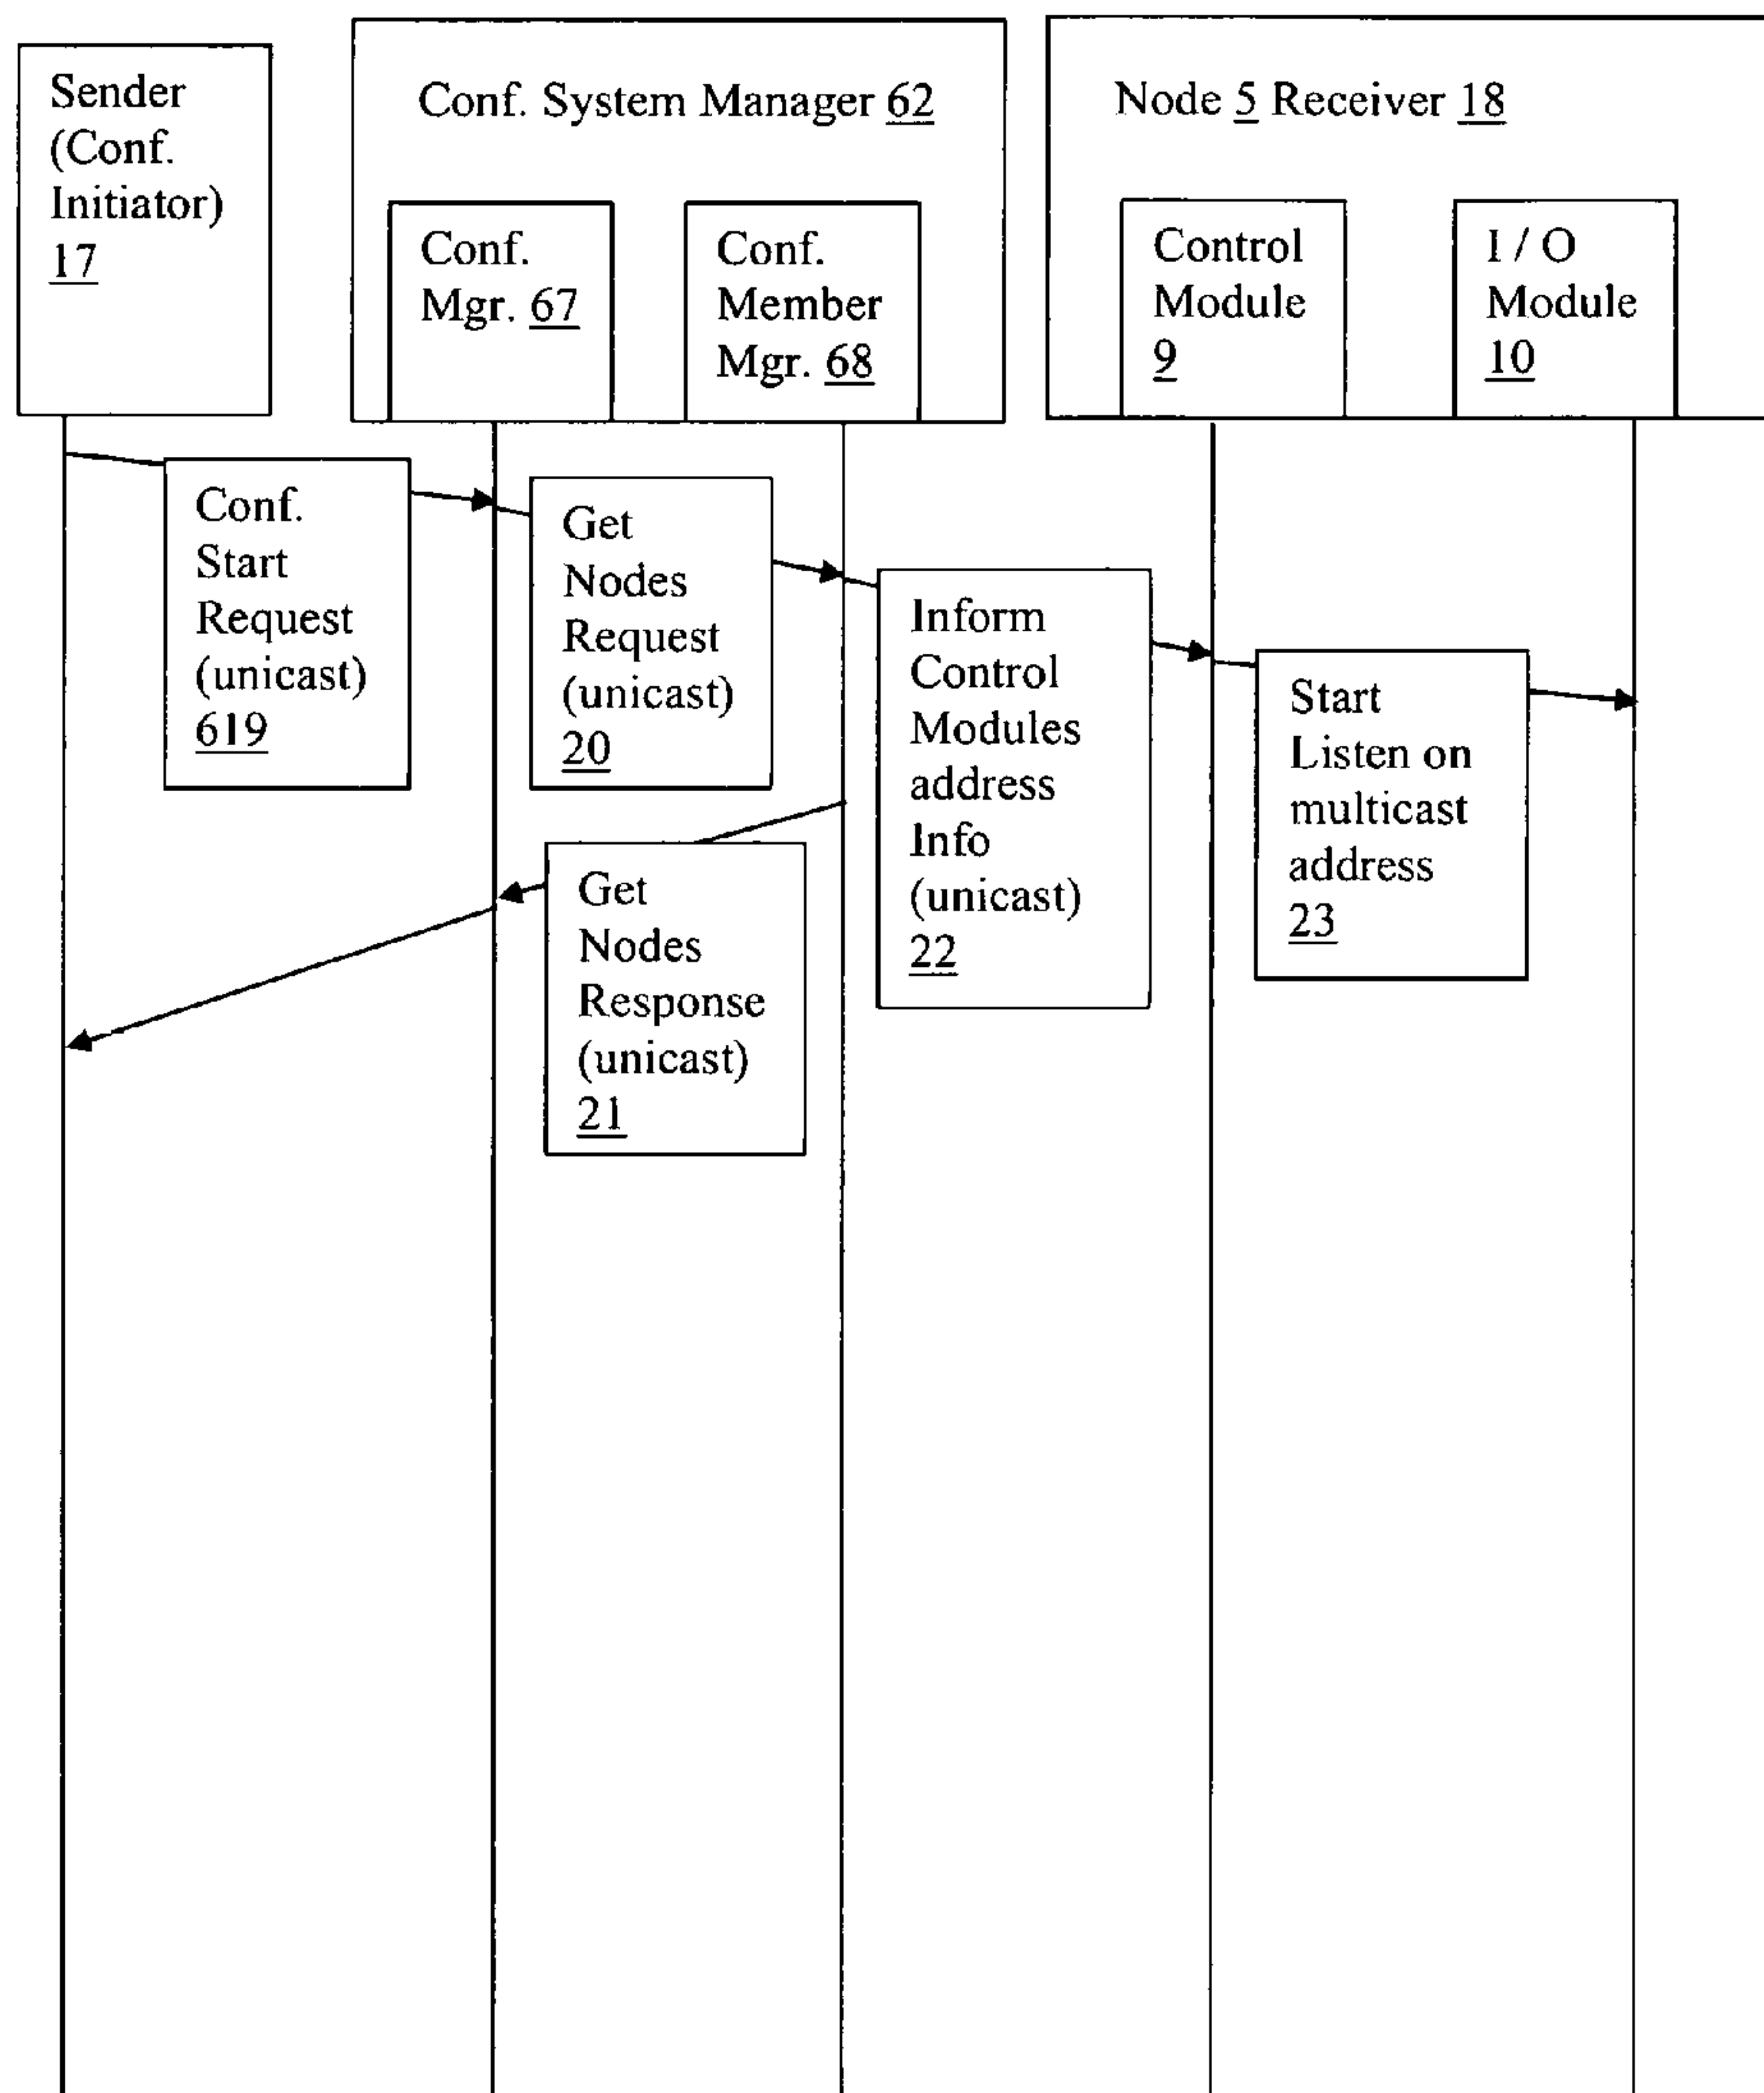 Sender
(Conf.
Initiator)
17
Conf. System Manager 62
Conf.
Mgr. 67
Conf.
Member
Mgr. 68
Node 5 Receiver 18
Control
Module
9
I / O
Module
10
Conf.
Start
Request
(unicast)
619
Get
Nodes
Request
(unicast)
20
Inform
Control
Modules
address
Info
(unicast)
22
Start
Listen on
multicast
address
23
Get
Nodes
Response
(unicast)
21